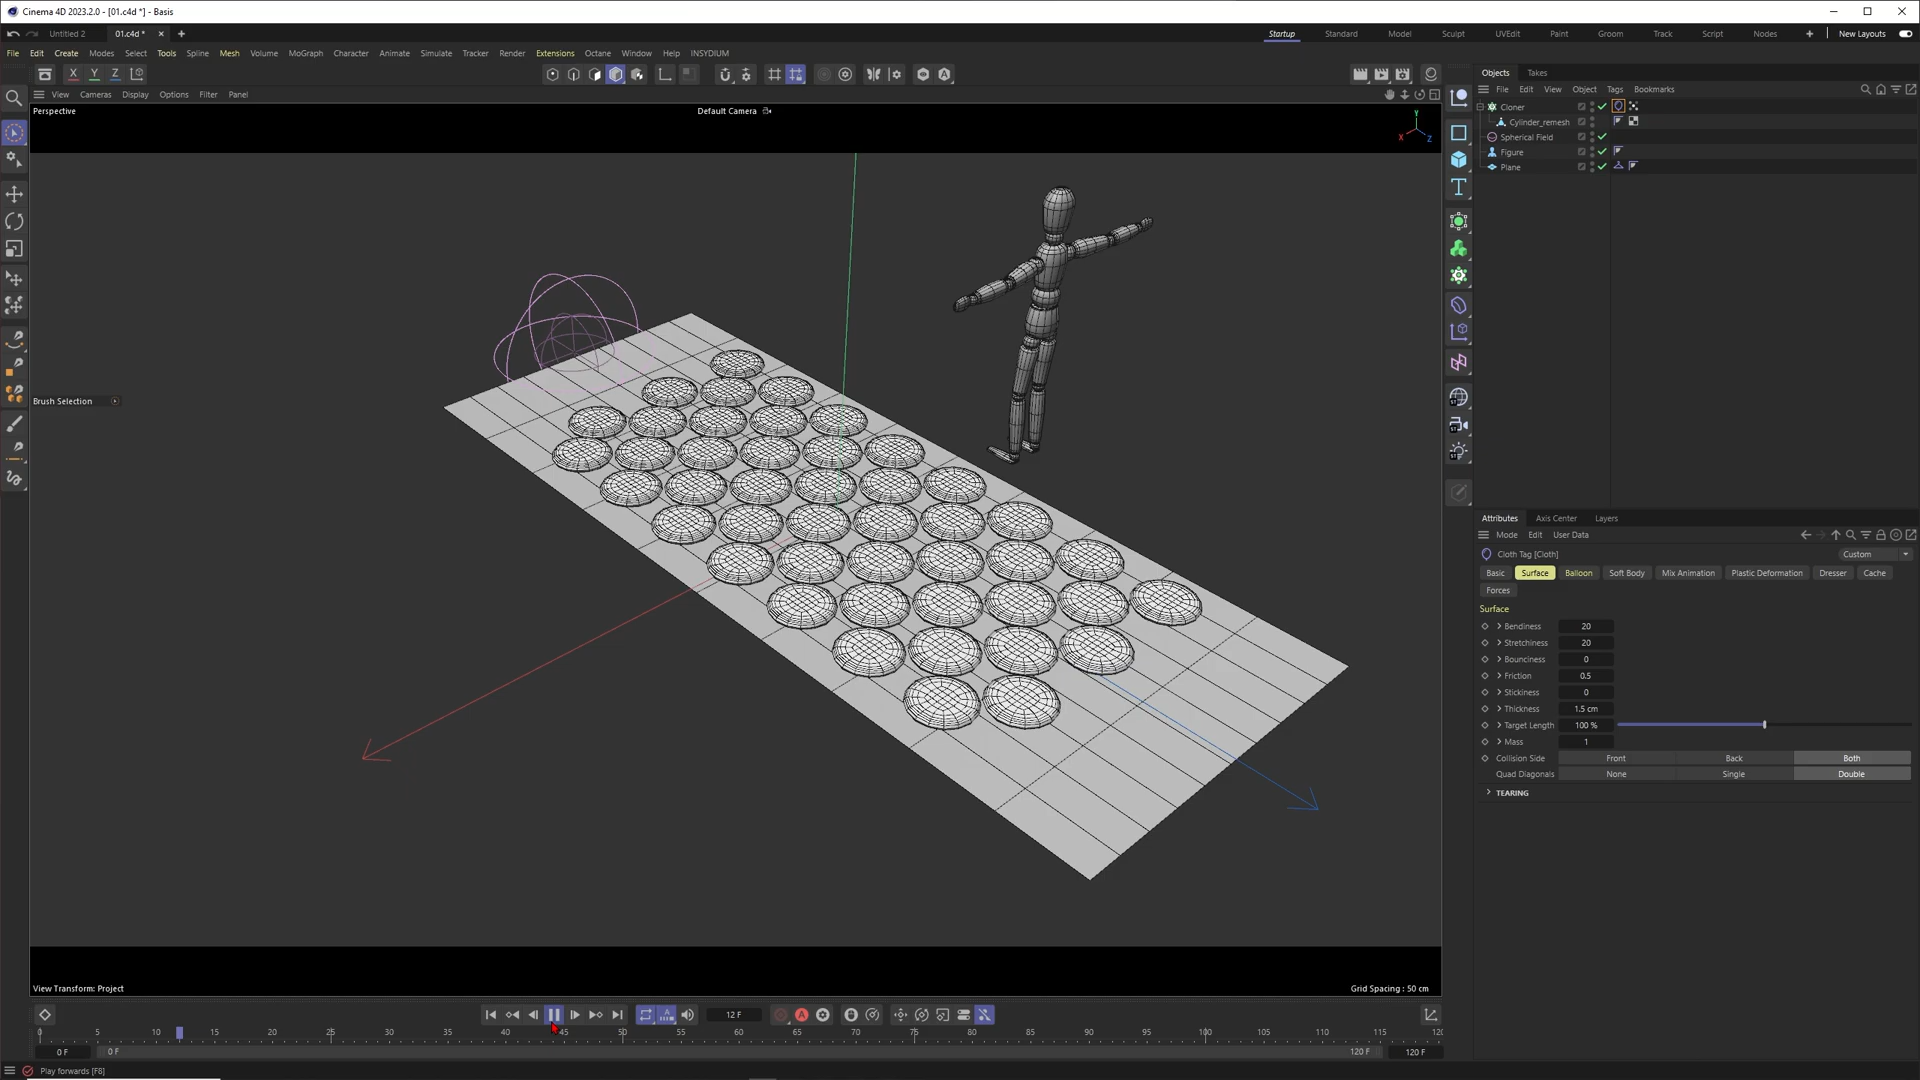 Cinema 4D 2023.2.0 - [01.c4d *] - Basis
Untitled 2
01.c4d *
Startup
Standard
Model
Sculpt
UVEdit
Paint
Groom
Track
Script
Nodes
New Layouts
File Edit Create Modes Select Tools Spline Mesh Volume MoGraph Character Animate Simulate Tracker Render Extensions Octane Window Help INSYDIUM
X Y Z
Objects Takes
File Edit View Object Tags Bookmarks
View Cameras Display Options Filter Panel
Perspective
Default Camera
Y
X
Z
Cloner
Cylinder_remesh
Spherical Field
Figure
Plane
Brush Selection
Attributes Axis Center Layers
Mode Edit User Data
Cloth Tag [Cloth]
Custom
Basic Surface Balloon Soft Body Mix Animation Plastic Deformation Dresser Cache
Forces
Surface
Bendiness 20
Stretchiness 20
Bounciness 0
Friction 0.5
Stickiness 0
Thickness 1.5 cm
Target Length 100 %
Mass 1
Collision Side Front Back Both
Quad Diagonals None Single Double
TEARING
View Transform: Project
Grid Spacing : 50 cm
12 F
0 5 10 15 20 25 30 35 40 45 50 55 60 65 70 75 80 85 90 95 100 105 110 115 120
0 F
0 F
120 F
120 F
Play forwards [F8]